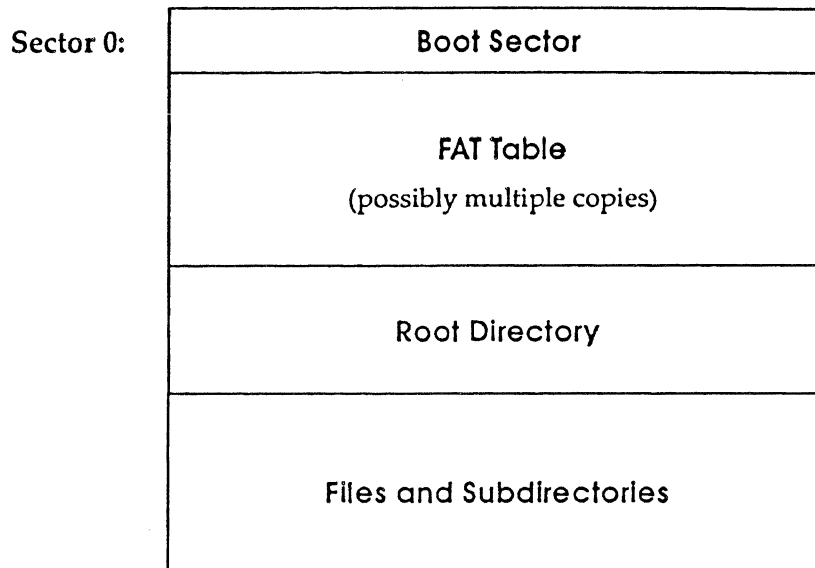 Sector 0:
Boot Sector
FAT Table
(possibly multiple copies)
Root Directory
Files and Subdirectories